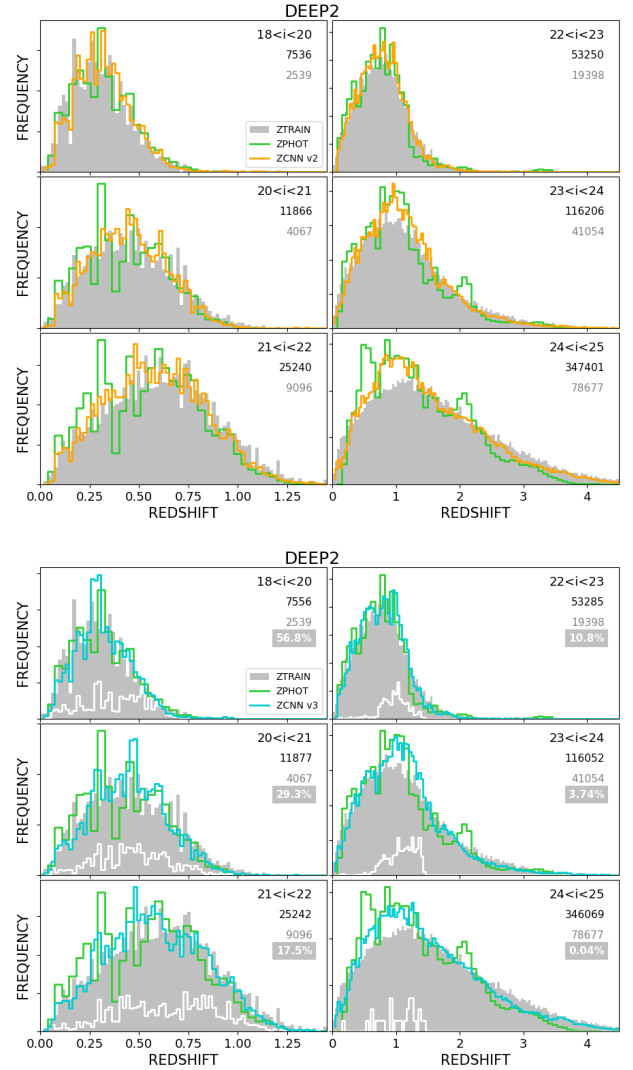 DEEP2
FREQUENCY
18<i<20
7536
2539
ZTRAIN
ZPHOT
ZCNN v2
22<i<23
53250
19398
FREQUENCY
20<i<21
11866
4067
23<i<24
116206
41054
FREQUENCY
21<i<22
25240
9096
24<i<25
347401
78677
0.00 0.25 0.50 0.75 1.00 1.25
0 1 2 3 4
REDSHIFT
REDSHIFT
DEEP2
FREQUENCY
18<i<20
7556
2539
56.8%
ZTRAIN
ZPHOT
ZCNN v3
22<i<23
53285
19398
10.8%
FREQUENCY
20<i<21
11877
4067
29.3%
23<i<24
116052
41054
3.74%
FREQUENCY
21<i<22
25242
9096
17.5%
24<i<25
346069
78677
0.04%
0.00 0.25 0.50 0.75 1.00 1.25
0 1 2 3 4
REDSHIFT
REDSHIFT